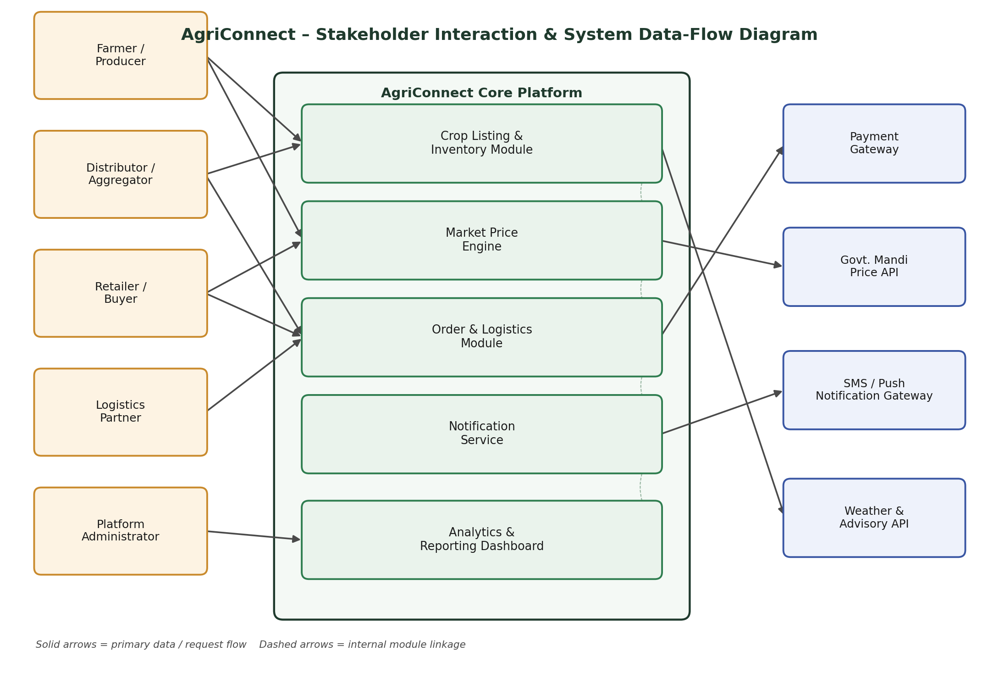 AgriConnect – Stakeholder Interaction & System Data-Flow Diagram
Farmer /
Producer
Distributor /
Aggregator
Retailer /
Buyer
Logistics
Partner
Platform
Administrator
AgriConnect Core Platform
Crop Listing &
Inventory Module
Market Price
Engine
Order & Logistics
Module
Notification
Service
Analytics &
Reporting Dashboard
Payment
Gateway
Govt. Mandi
Price API
SMS / Push
Notification Gateway
Weather &
Advisory API
Solid arrows = primary data / request flow    Dashed arrows = internal module linkage